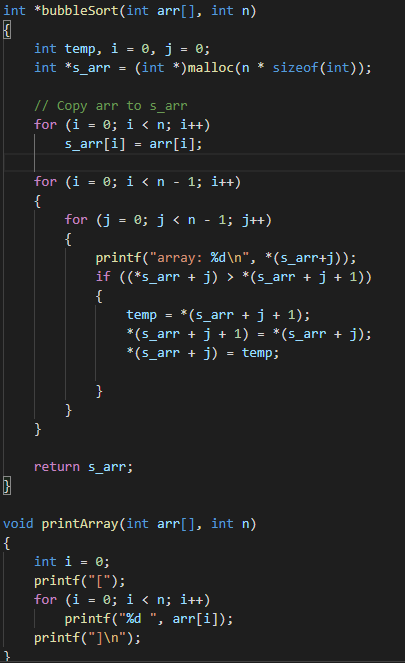 int *bubbleSort(int arr[], int n)
{
    int temp, i = 0, j = 0;
    int *s_arr = (int *)malloc(n * sizeof(int));

    // Copy arr to s_arr
    for (i = 0; i < n; i++)
        s_arr[i] = arr[i];

    for (i = 0; i < n - 1; i++)
    {
        for (j = 0; j < n - 1; j++)
        {
            printf("array: %d\n", *(s_arr+j));
            if ((*s_arr + j) > *(s_arr + j + 1))
            {
                temp = *(s_arr + j + 1);
                *(s_arr + j + 1) = *(s_arr + j);
                *(s_arr + j) = temp;

            }
        }
    }

    return s_arr;
}

void printArray(int arr[], int n)
{
    int i = 0;
    printf("[");
    for (i = 0; i < n; i++)
        printf("%d ", arr[i]);
    printf("]\n");
}